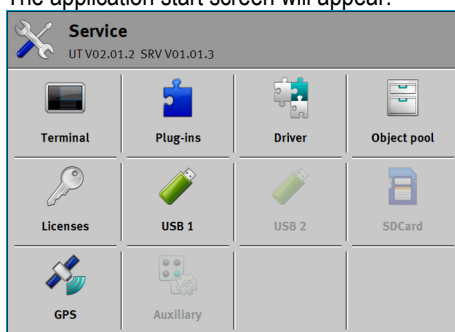 The application start screen will appear:
Service
UT V02.01.2 SRV V01.01.3
Terminal Plug-ins Driver Object pool
Licenses USB 1 USB 2 SDCard
GPS Auxiliary